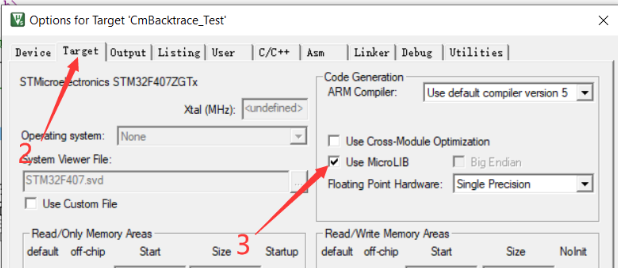 Options for Target 'CmBacktrace_Test'
Device Target Output Listing User C/C++ Asm Linker Debug Utilities
STMicroelectronics STM32F407ZGTx
Xtal (MHz): <undefined>
Operating system: None
System Viewer File:
STM32F407.svd ...
Use Custom File
2
Code Generation
ARM Compiler: Use default compiler version 5
Use Cross-Module Optimization
Use MicroLIB Big Endian
Floating Point Hardware: Single Precision
3
Read/Only Memory Areas
default off-chip Start Size Startup
Read/Write Memory Areas
default off-chip Start Size NoInit